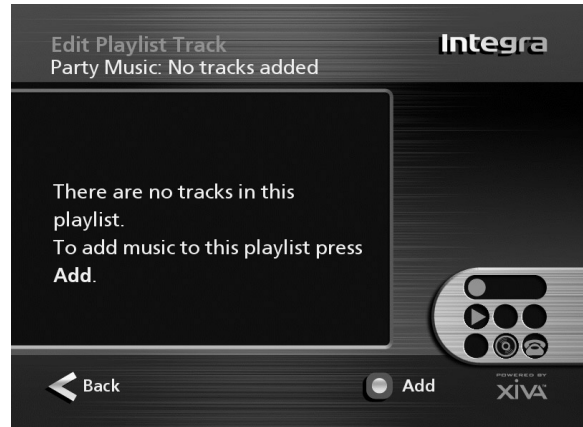 Edit Playlist Track
Integra
Party Music: No tracks added
There are no tracks in this
playlist.
To add music to this playlist press
Add.
Back
Add
POWERED BY
XiVA